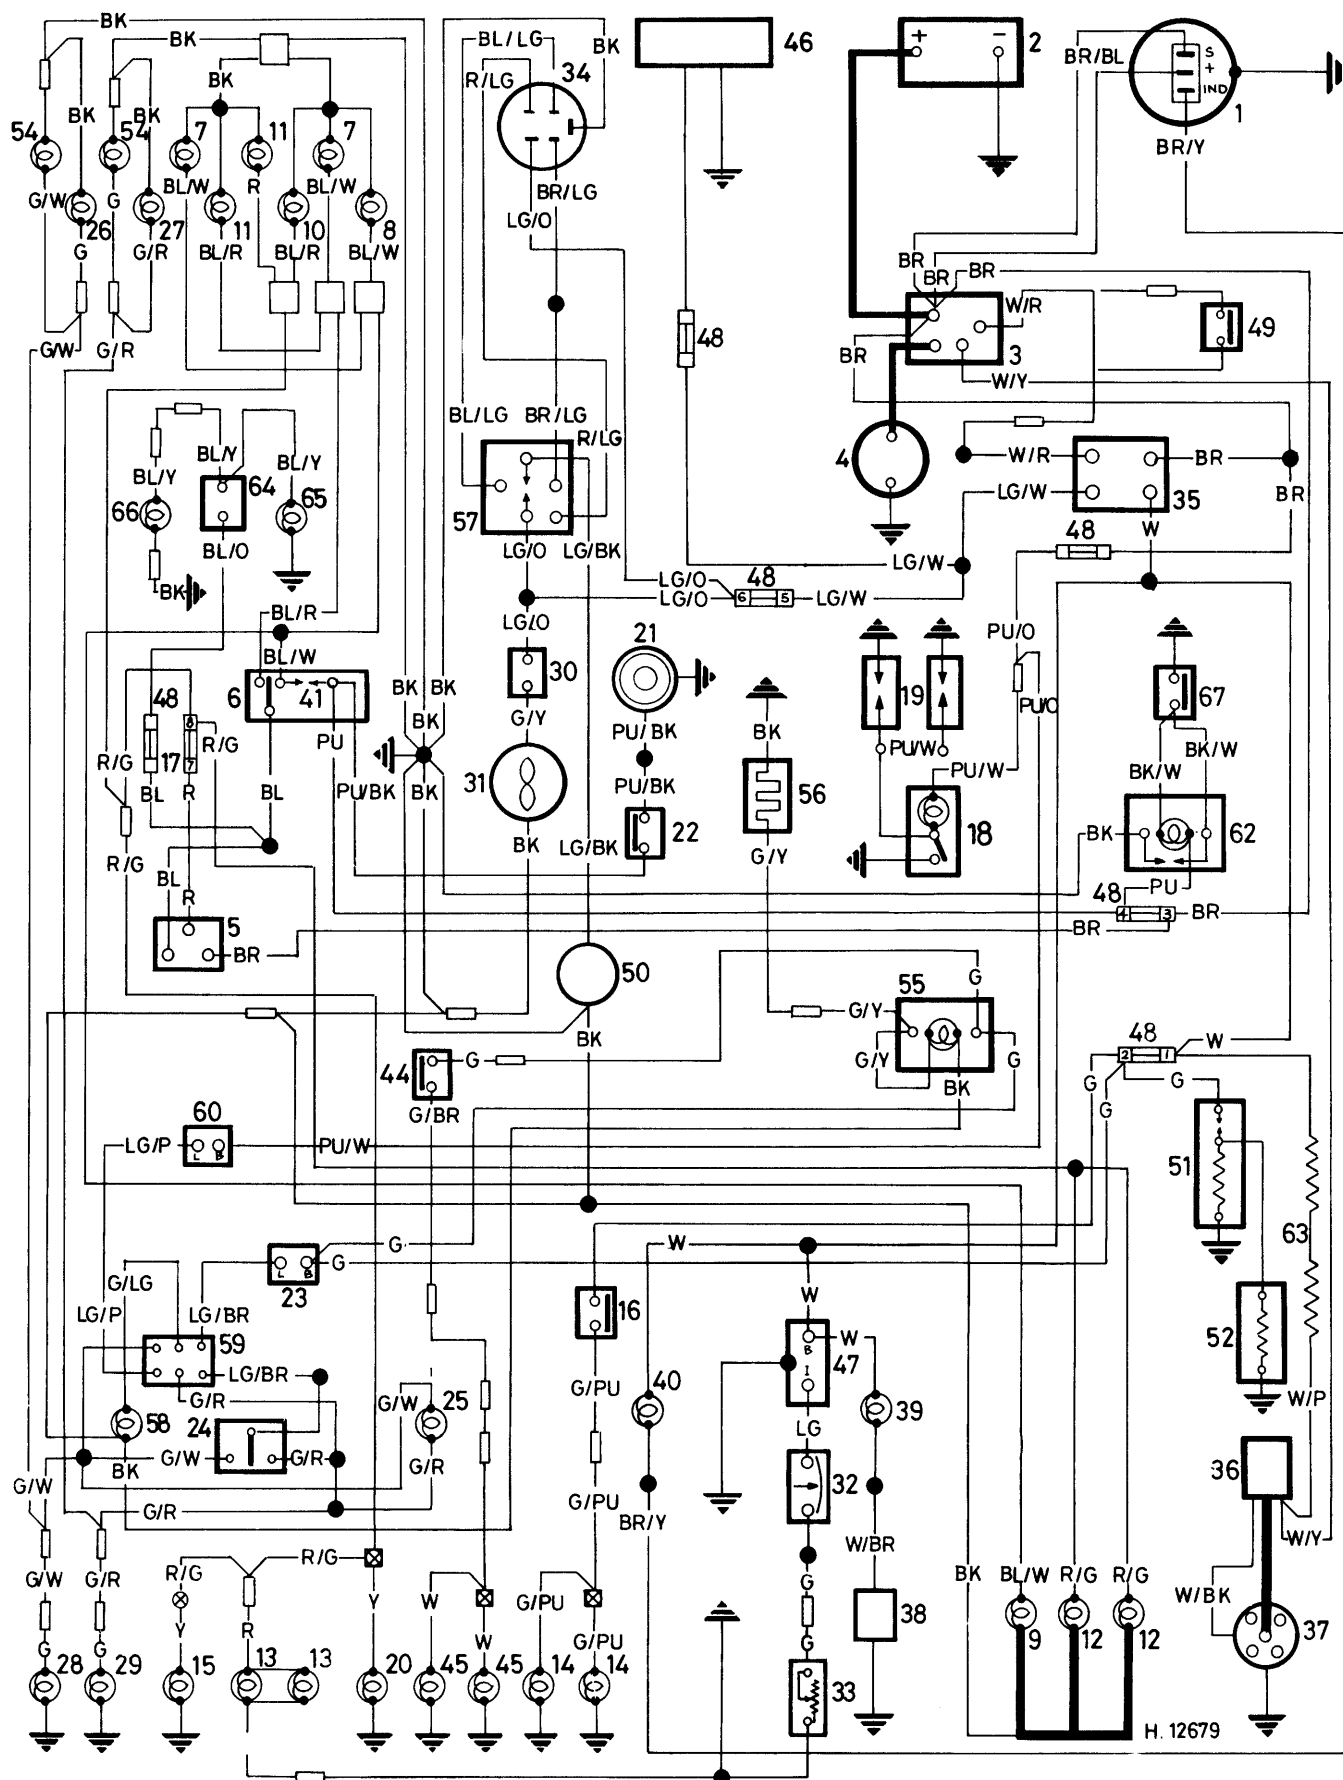 BK
BK
BL/LG
34
BK
46
+ - 2
BR/BL
S
+
IND
1
BK
R/LG
BR/Y
BK
BK
54
54
7
11
7
BL/W
R
BL/W
BR/LG
G/W
G
LG/O
26
27
11
10
8
G
G/R
BL/R
BL/R
BL/W
BR
BR
BR
W/R
49
48
BR
3
G/W
G/R
W/Y
BL/LG
BR/LG
R/LG
4
W/R
BR
BL/Y
BL/Y
BL/Y
64
65
66
57
LG/W
35
BR
BL/O
LG/O
LG/BK
W
48
LG/W
BK
LG/O
48
LG/O
6
5
LG/W
BL/R
LG/O
21
PU/O
BL/W
30
19
67
6
41
BK
BK
BK
PU/O
48
8
R/G
PU
G/Y
PU/BK
BK
PU/W
BK/W
R/G
17
7
31
PU/W
BK/W
BL
R
BL
PU/BK
BK
PU/BK
56
22
18
BK
62
R/G
BK
LG/BK
G/Y
BL
R
48
PU
4
3
BR
5
BR
BR
50
G
55
G/Y
BK
G/Y
G
48
2
1
W
44
G
BK
G
G
G
G/BR
60
LG/P
L
B
PU/W
51
63
G
W
23
L
B
G
G/LG
LG/P
LG/BR
W
16
52
59
W
B
I
47
LG/BR
G/PU
40
W/P
G/R
G/W
25
39
58
24
LG
G/W
G/R
G/R
BK
32
36
G/W
G/R
G/PU
BR/Y
W/BR
W/Y
R/G
R/G
G/W
G/R
Y
W
G/PU
G
BK
BL/W
R/G
R/G
W/BK
Y
R
W
G/PU
G
38
9
12
12
37
G
G
28
29
15
13
13
20
45
45
14
14
33
H. 12679